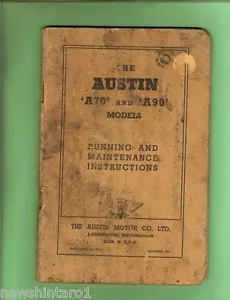 THE
AUSTIN
'A70' AND 'A90'
MODELS
RUNNING AND
MAINTENANCE
INSTRUCTIONS
THE AUSTIN MOTOR CO. LTD.
LONGBRIDGE, BIRMINGHAM
newshintaro1